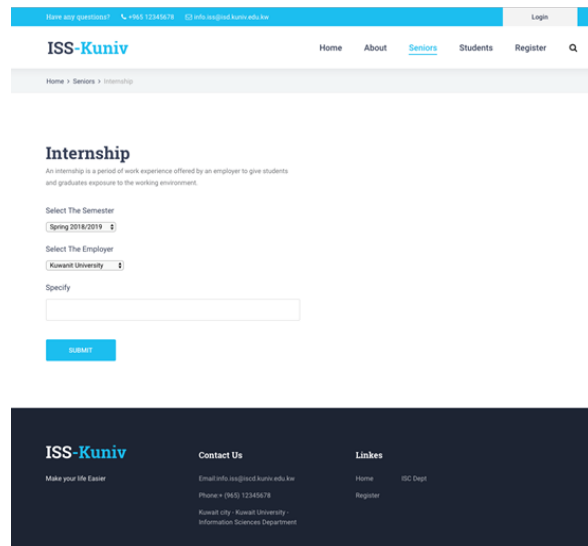 Have any questions? +965 12345678 info.iss@isd.kuniv.edu.kw Login
ISS-Kuniv Home About Seniors Students Register
Home > Seniors > Internship
Internship
An internship is a period of work experience offered by an employer to give students
and graduates exposure to the working environment.
Select The Semester
Spring 2018/2019
Select The Employer
Kuwanit University
Specify
SUBMIT
ISS-Kuniv
Make your life Easier
Contact Us
Email:info.iss@iscd.kuniv.edu.kw
Phone:+ (965) 12345678
Kuwait city - Kuwait University -
Information Sciences Department
Linkes
Home ISC Dept
Register